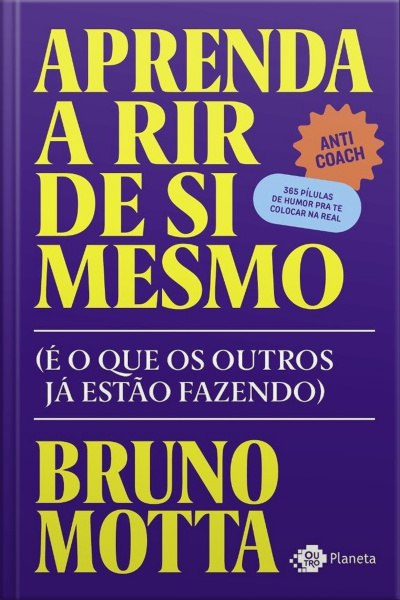 APRENDA
A RIR
DE SI
MESMO
ANTI
COACH
365 PÍLULAS
DE HUMOR PRA TE
COLOCAR NA REAL
(É O QUE OS OUTROS
JÁ ESTÃO FAZENDO)
BRUNO
MOTTA
OU
TRO
Planeta